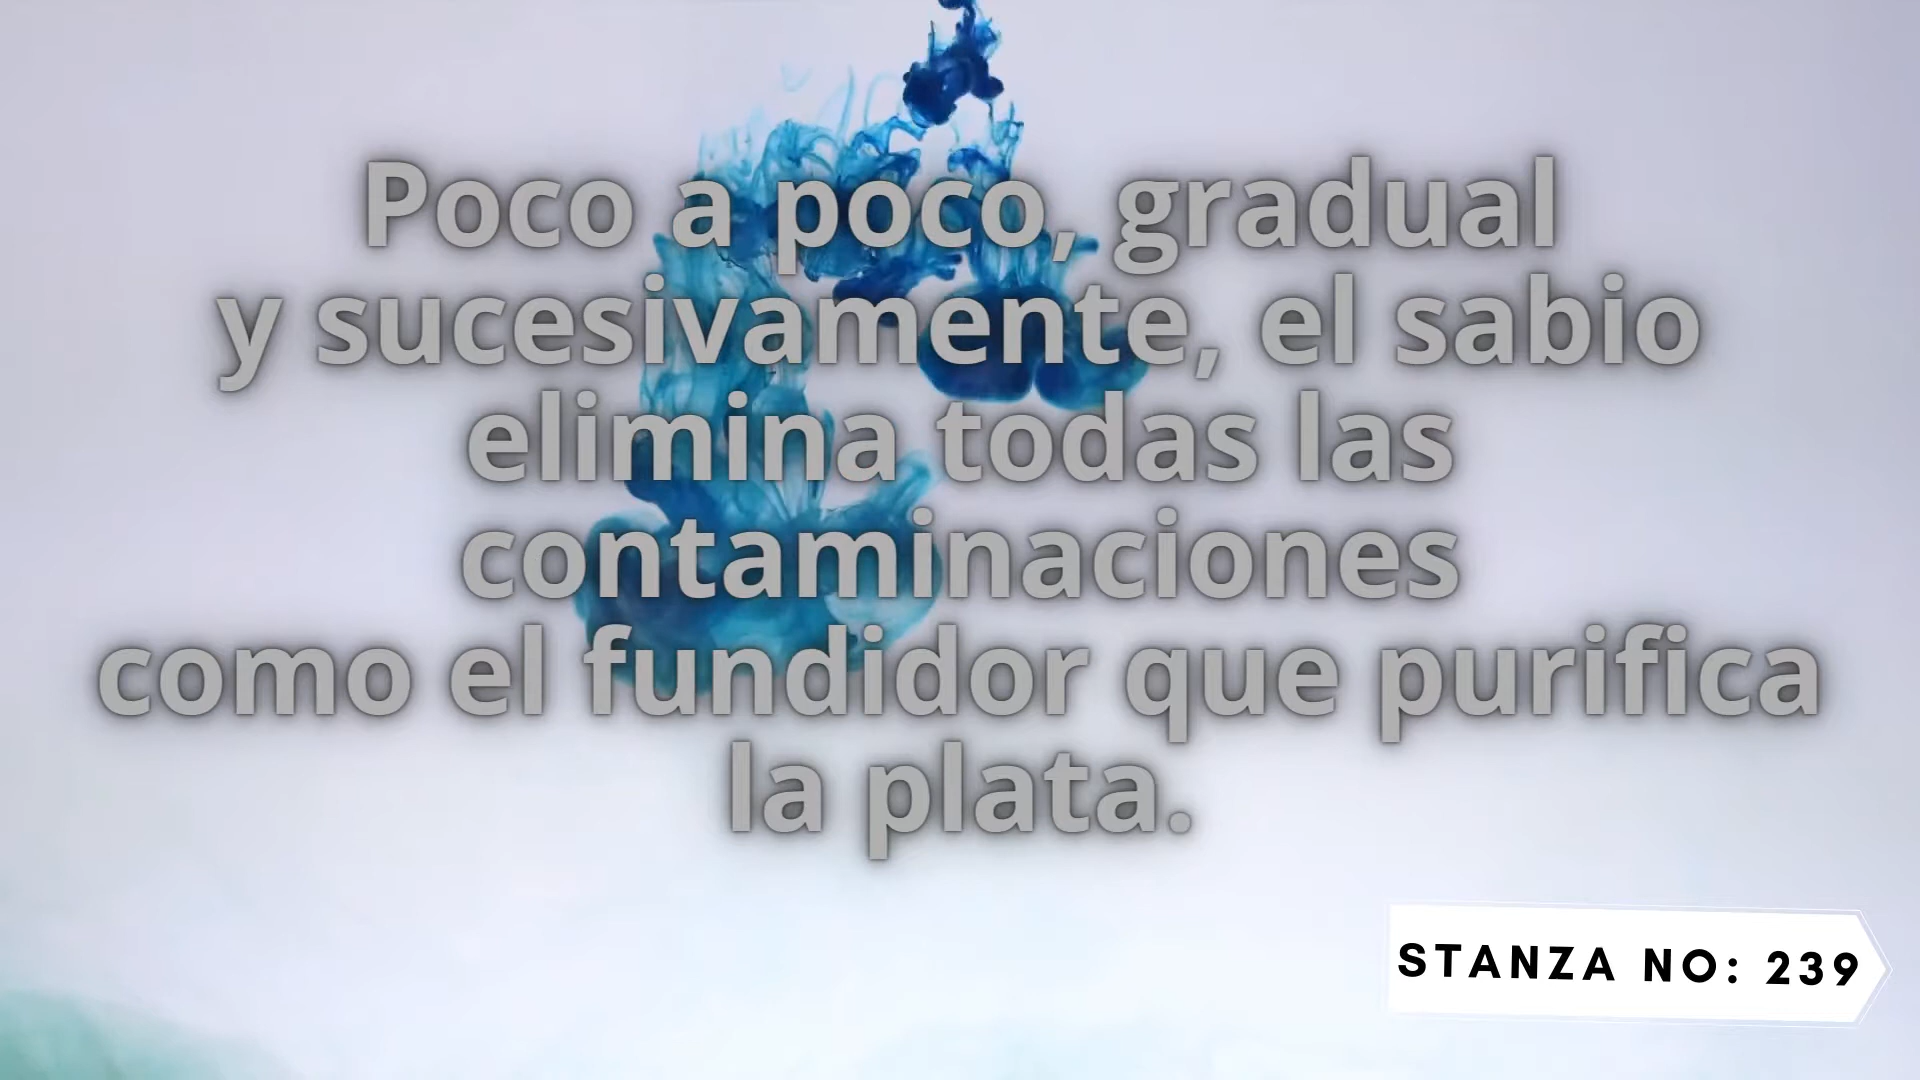 Poco a poco, gradual
y sucesivamente, el sabio
elimina todas las
contaminaciones
como el fundidor que purifica
la plata.
STANZA NO: 239